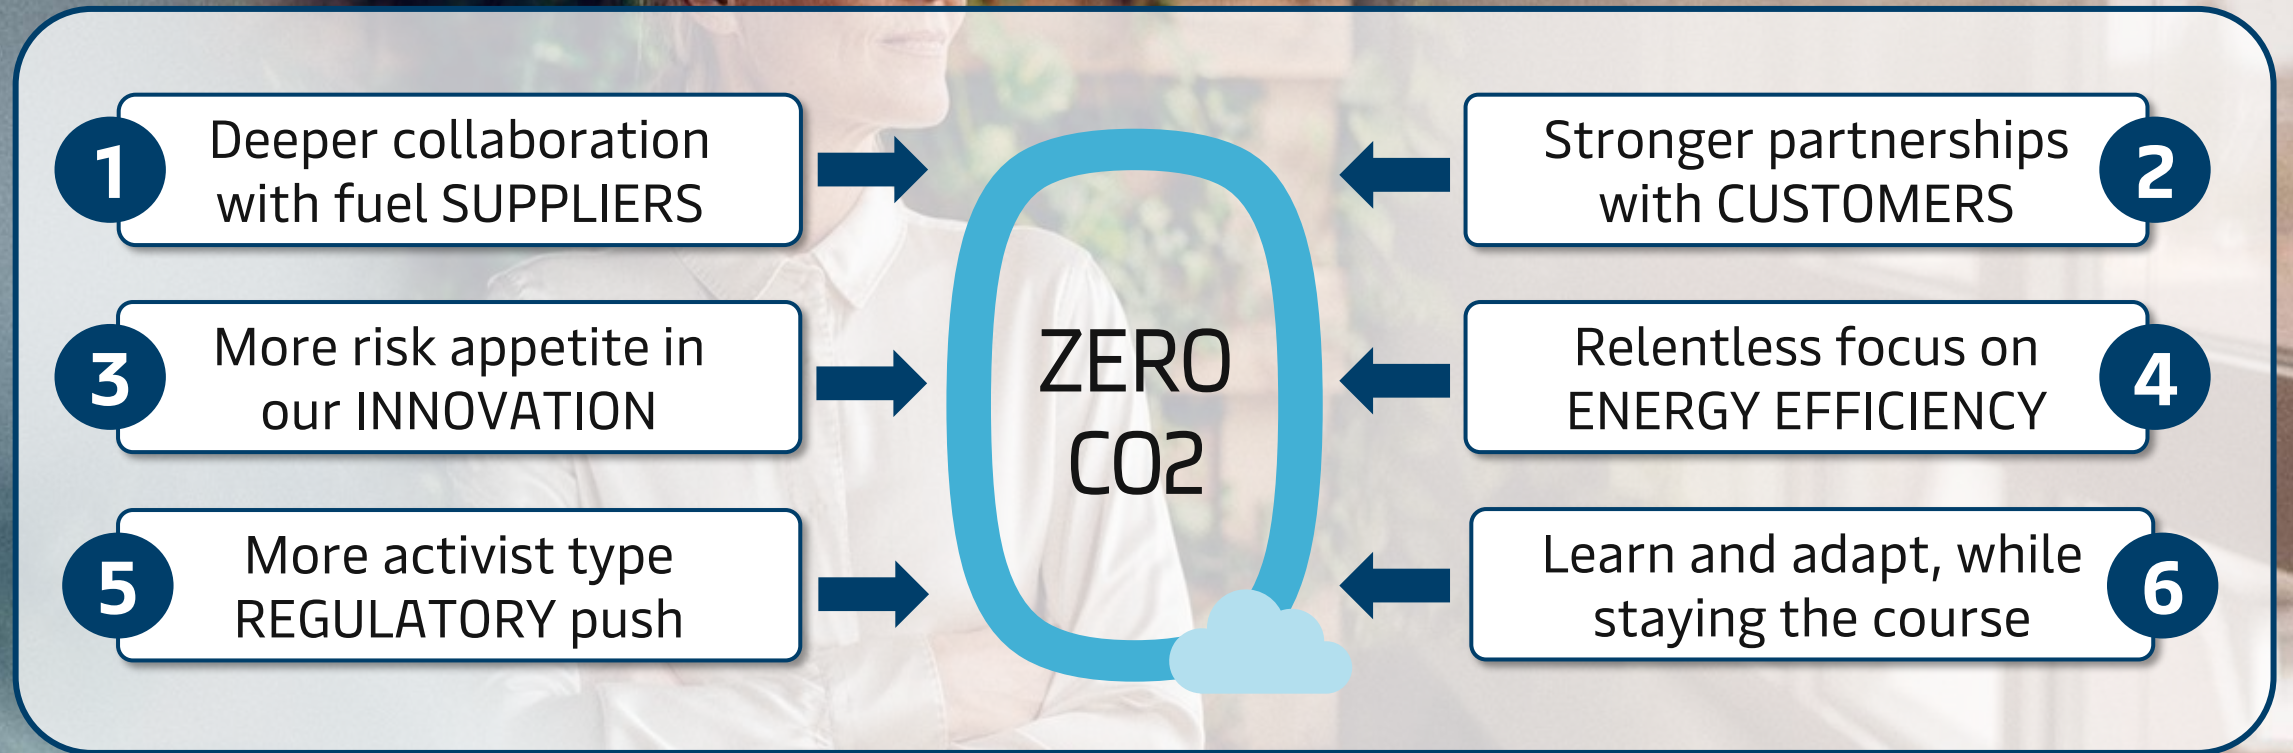 1
Deeper collaboration
with fuel SUPPLIERS
2
Stronger partnerships
with CUSTOMERS
3
More risk appetite in
our INNOVATION
4
Relentless focus on
ENERGY EFFICIENCY
5
More activist type
REGULATORY push
6
Learn and adapt, while
staying the course
ZERO
CO2